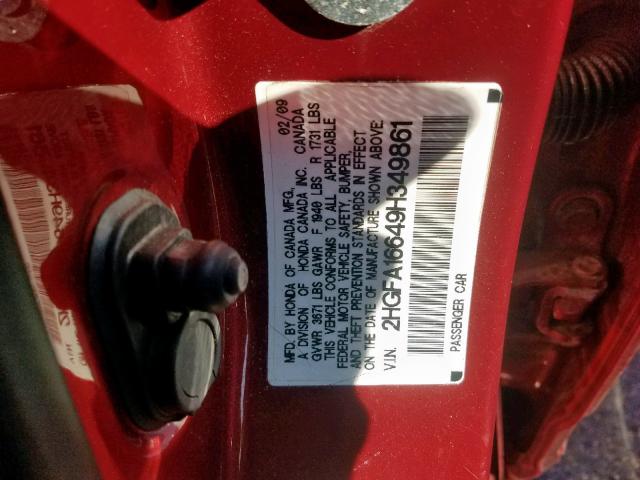 MFD. BY HONDA OF CANADA MFG., 02/09
A DIVISION OF HONDA CANADA INC. CANADA
GVWR 3671 LBS GAWR F 1940 LBS R 1731 LBS
THIS VEHICLE CONFORMS TO ALL APPLICABLE
FEDERAL MOTOR VEHICLE SAFETY, BUMPER,
AND THEFT PREVENTION STANDARDS IN EFFECT
ON THE DATE OF MANUFACTURE SHOWN ABOVE.
V.I.N. 2HGFA16649H349861
PASSENGER CAR